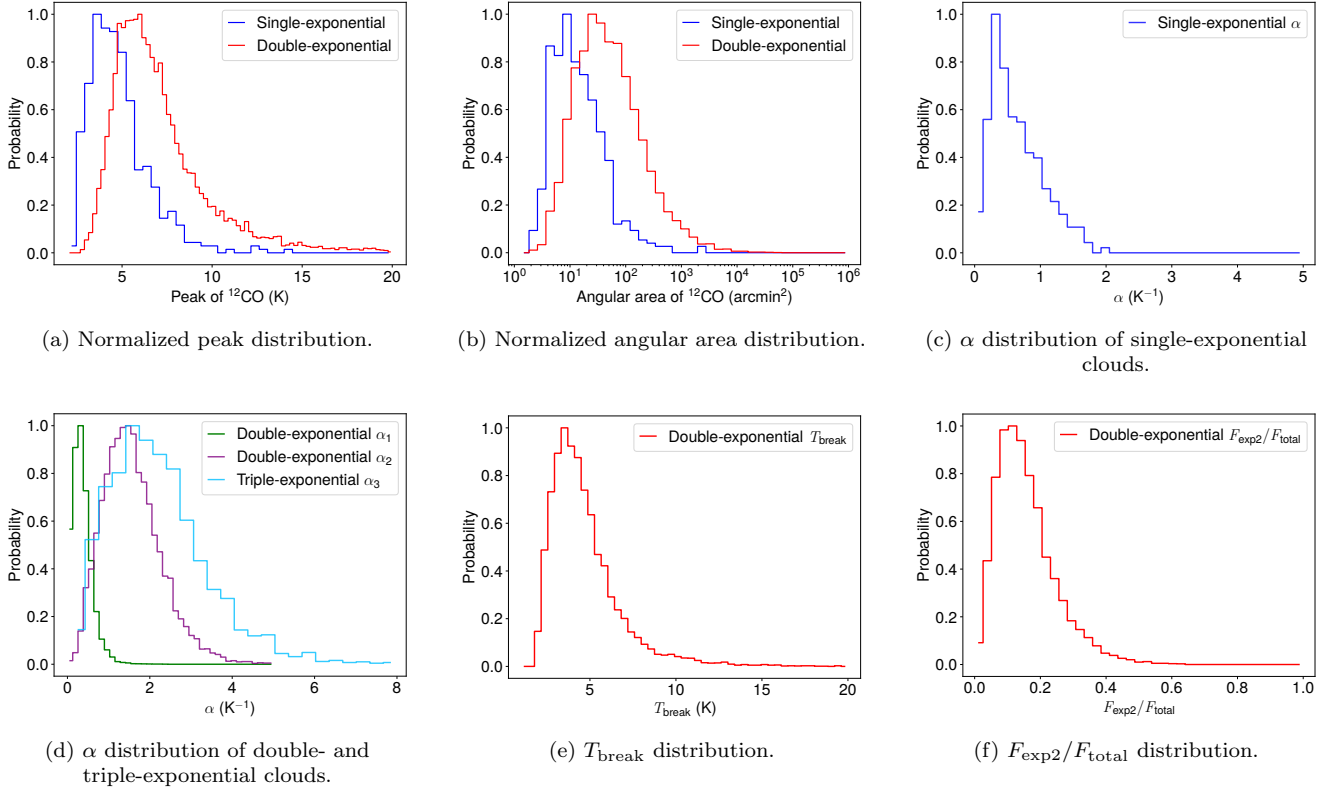 Single-exponential
Double-exponential
Probability
1.0
0.8
0.6
0.4
0.2
0.0
5
10
15
20
Peak of ¹²CO (K)
(a) Normalized peak distribution.
Single-exponential
Double-exponential
Probability
1.0
0.8
0.6
0.4
0.2
0.0
10⁰
10¹
10²
10³
10⁴
10⁵
10⁶
Angular area of ¹²CO (arcmin²)
(b) Normalized angular area distribution.
Single-exponential α
Probability
1.0
0.8
0.6
0.4
0.2
0.0
0
1
2
3
4
5
α (K⁻¹)
(c) α distribution of single-exponential
clouds.
Double-exponential α₁
Double-exponential α₂
Triple-exponential α₃
Probability
1.0
0.8
0.6
0.4
0.2
0.0
0
2
4
6
8
α (K⁻¹)
(d) α distribution of double- and
triple-exponential clouds.
Double-exponential T_break
Probability
1.0
0.8
0.6
0.4
0.2
0.0
5
10
15
20
T_break (K)
(e) T_break distribution.
Double-exponential F_exp2/F_total
Probability
1.0
0.8
0.6
0.4
0.2
0.0
0.0
0.2
0.4
0.6
0.8
1.0
F_exp2/F_total
(f) F_exp2/F_total distribution.